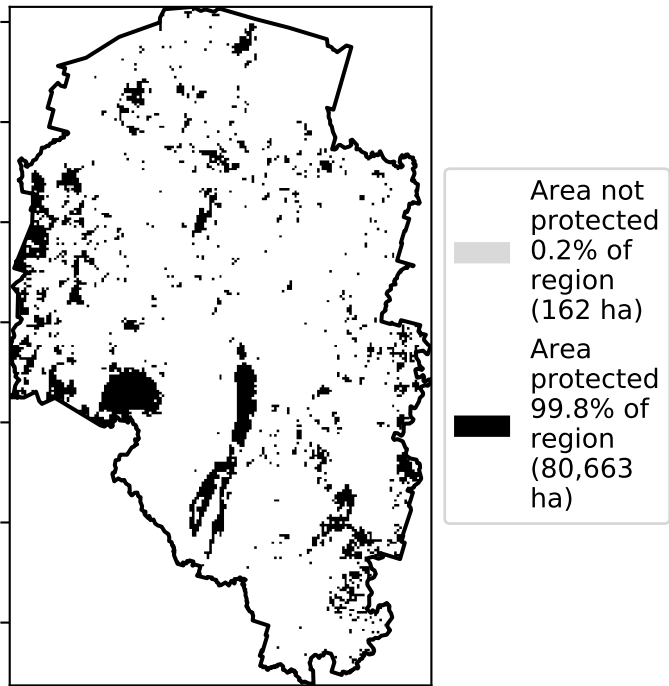 Area not
protected
0.2% of
region
(162 ha)
Area
protected
99.8% of
region
(80,663
ha)